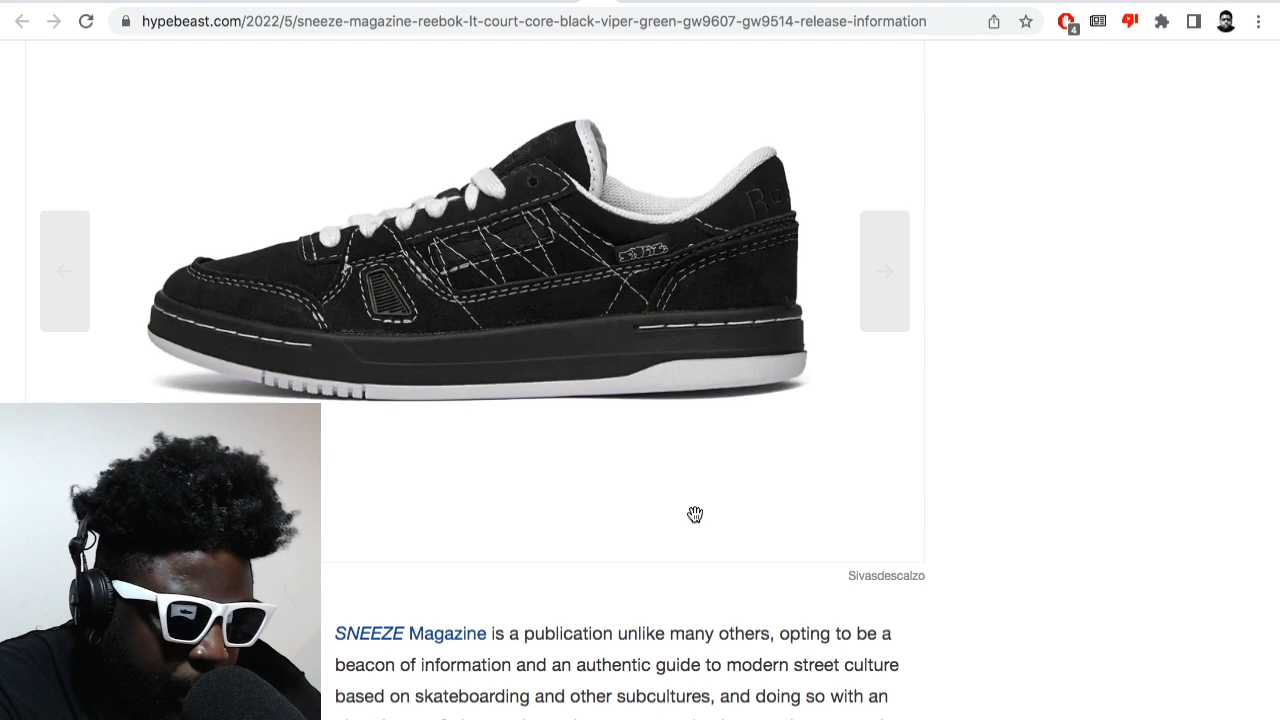 hypebeast.com/2022/5/sneeze-magazine-reebok-lt-court-core-black-viper-green-gw9607-gw9514-release-information
4
Sivasdescalzo
SNEEZE Magazine is a publication unlike many others, opting to be a
beacon of information and an authentic guide to modern street culture
based on skateboarding and other subcultures, and doing so with an